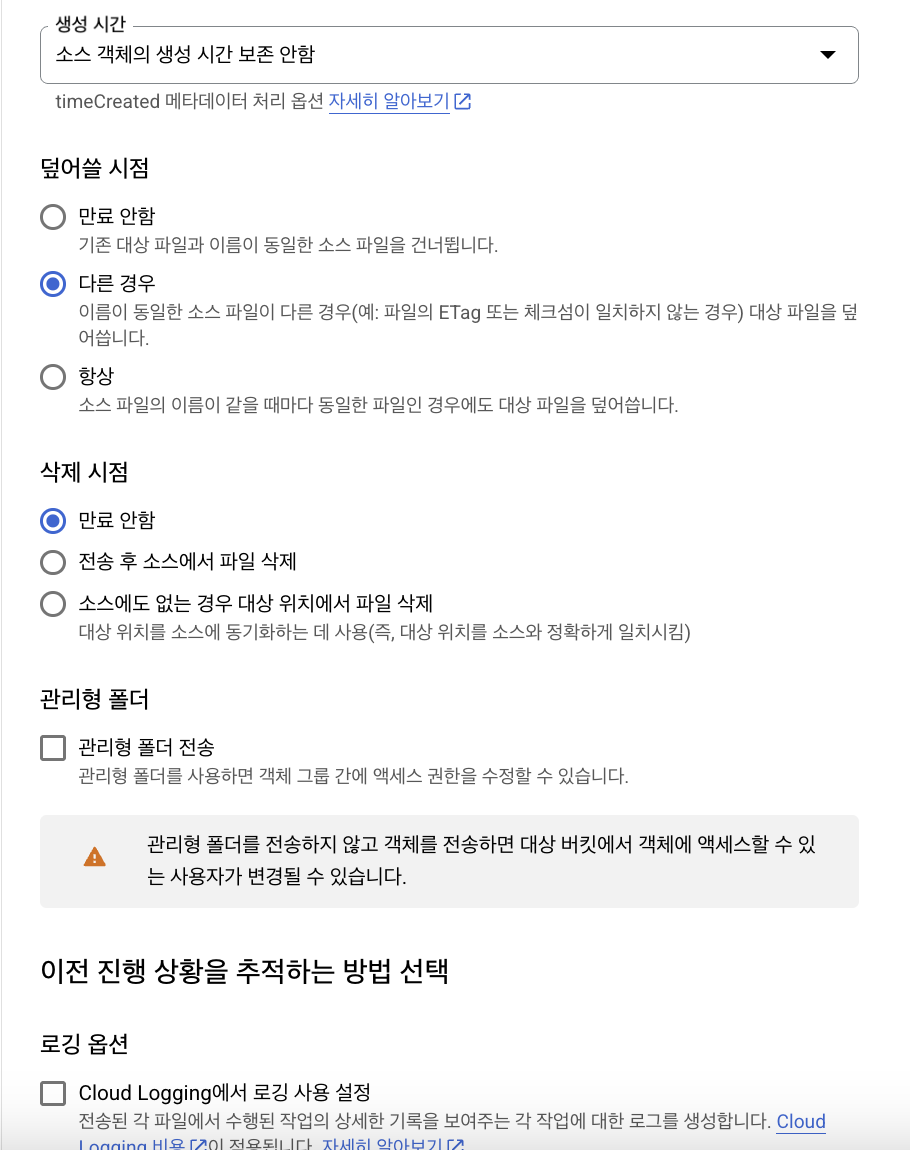 생성 시간
소스 객체의 생성 시간 보존 안함
timeCreated 메타데이터 처리 옵션 자세히 알아보기
덮어쓸 시점
만료 안함
기존 대상 파일과 이름이 동일한 소스 파일을 건너뜁니다.
다른 경우
이름이 동일한 소스 파일이 다른 경우(예: 파일의 ETag 또는 체크섬이 일치하지 않는 경우) 대상 파일을 덮
어씁니다.
항상
소스 파일의 이름이 같을 때마다 동일한 파일인 경우에도 대상 파일을 덮어씁니다.
삭제 시점
만료 안함
전송 후 소스에서 파일 삭제
소스에도 없는 경우 대상 위치에서 파일 삭제
대상 위치를 소스에 동기화하는 데 사용(즉, 대상 위치를 소스와 정확하게 일치시킴)
관리형 폴더
관리형 폴더 전송
관리형 폴더를 사용하면 객체 그룹 간에 액세스 권한을 수정할 수 있습니다.
관리형 폴더를 전송하지 않고 객체를 전송하면 대상 버킷에서 객체에 액세스할 수 있
는 사용자가 변경될 수 있습니다.
이전 진행 상황을 추적하는 방법 선택
로깅 옵션
Cloud Logging에서 로깅 사용 설정
전송된 각 파일에서 수행된 작업의 상세한 기록을 보여주는 각 작업에 대한 로그를 생성합니다. Cloud
Logging 비용이 적용됩니다. 자세히 알아보기